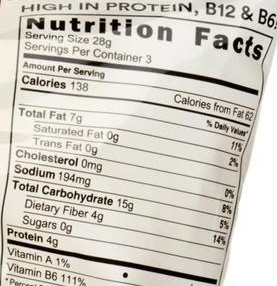 HIGH IN PROTEIN, B12 & B6
Nutrition Facts
Serving Size 28g
Servings Per Container 3
Amount Per Serving
Calories 138 Calories from Fat 62
% Daily Values*
Total Fat 7g 11%
Saturated Fat 0g 2%
Trans Fat 0g
Cholesterol 0mg 0%
Sodium 194mg 8%
Total Carbohydrate 15g 5%
Dietary Fiber 4g 14%
Sugars 0g
Protein 4g
Vitamin A 1% •
Vitamin B6 111%
*Percent